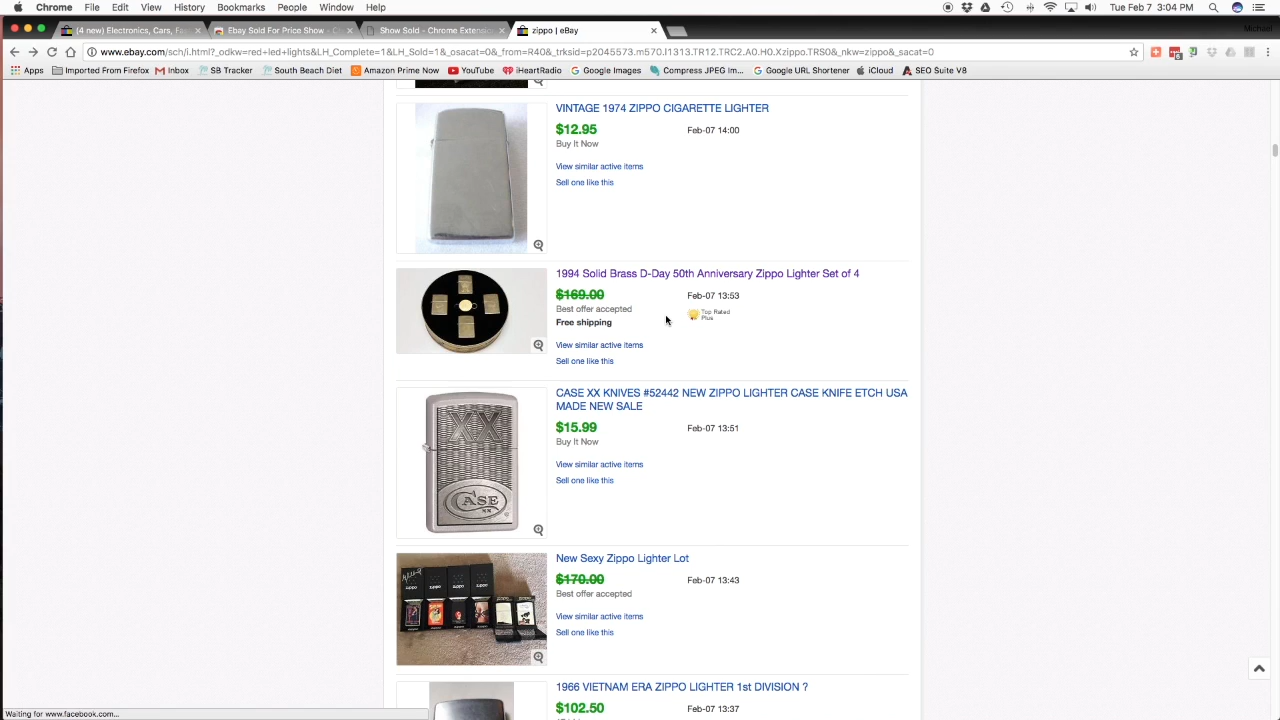 Chrome File Edit View History Bookmarks People Window Help Tue Feb 7 3:04 PM
(4 new) Electronics, Cars, Fa Ebay Sold For Price Show - C Show Sold - Chrome Extensio zippo | eBay Michael
www.ebay.com/sch/i.html?_odkw=red+led+lights&LH_Complete=1&LH_Sold=1&_osacat=0&_from=R40&_trksid=p2045573.m570.l1313.TR12.TRC2.A0.H0.Xzippo.TRS0&_nkw=zippo&_sacat=0
Apps Imported From Firefox Inbox SB Tracker South Beach Diet Amazon Prime Now YouTube iHeartRadio Google Images Compress JPEG Im... Google URL Shortener iCloud SEO Suite V8
VINTAGE 1974 ZIPPO CIGARETTE LIGHTER
$12.95 Feb-07 14:00
Buy It Now
View similar active items
Sell one like this
1994 Solid Brass D-Day 50th Anniversary Zippo Lighter Set of 4
$169.00 Feb-07 13:53
Best offer accepted Top Rated
Plus
Free shipping
View similar active items
Sell one like this
CASE XX KNIVES #52442 NEW ZIPPO LIGHTER CASE KNIFE ETCH USA
MADE NEW SALE
$15.99 Feb-07 13:51
Buy It Now
View similar active items
Sell one like this
XX
CASE
XX
New Sexy Zippo Lighter Lot
$170.00 Feb-07 13:43
Best offer accepted
View similar active items
Sell one like this
1966 VIETNAM ERA ZIPPO LIGHTER 1st DIVISION ?
$102.50 Feb-07 13:37
Waiting for www.facebook.com...